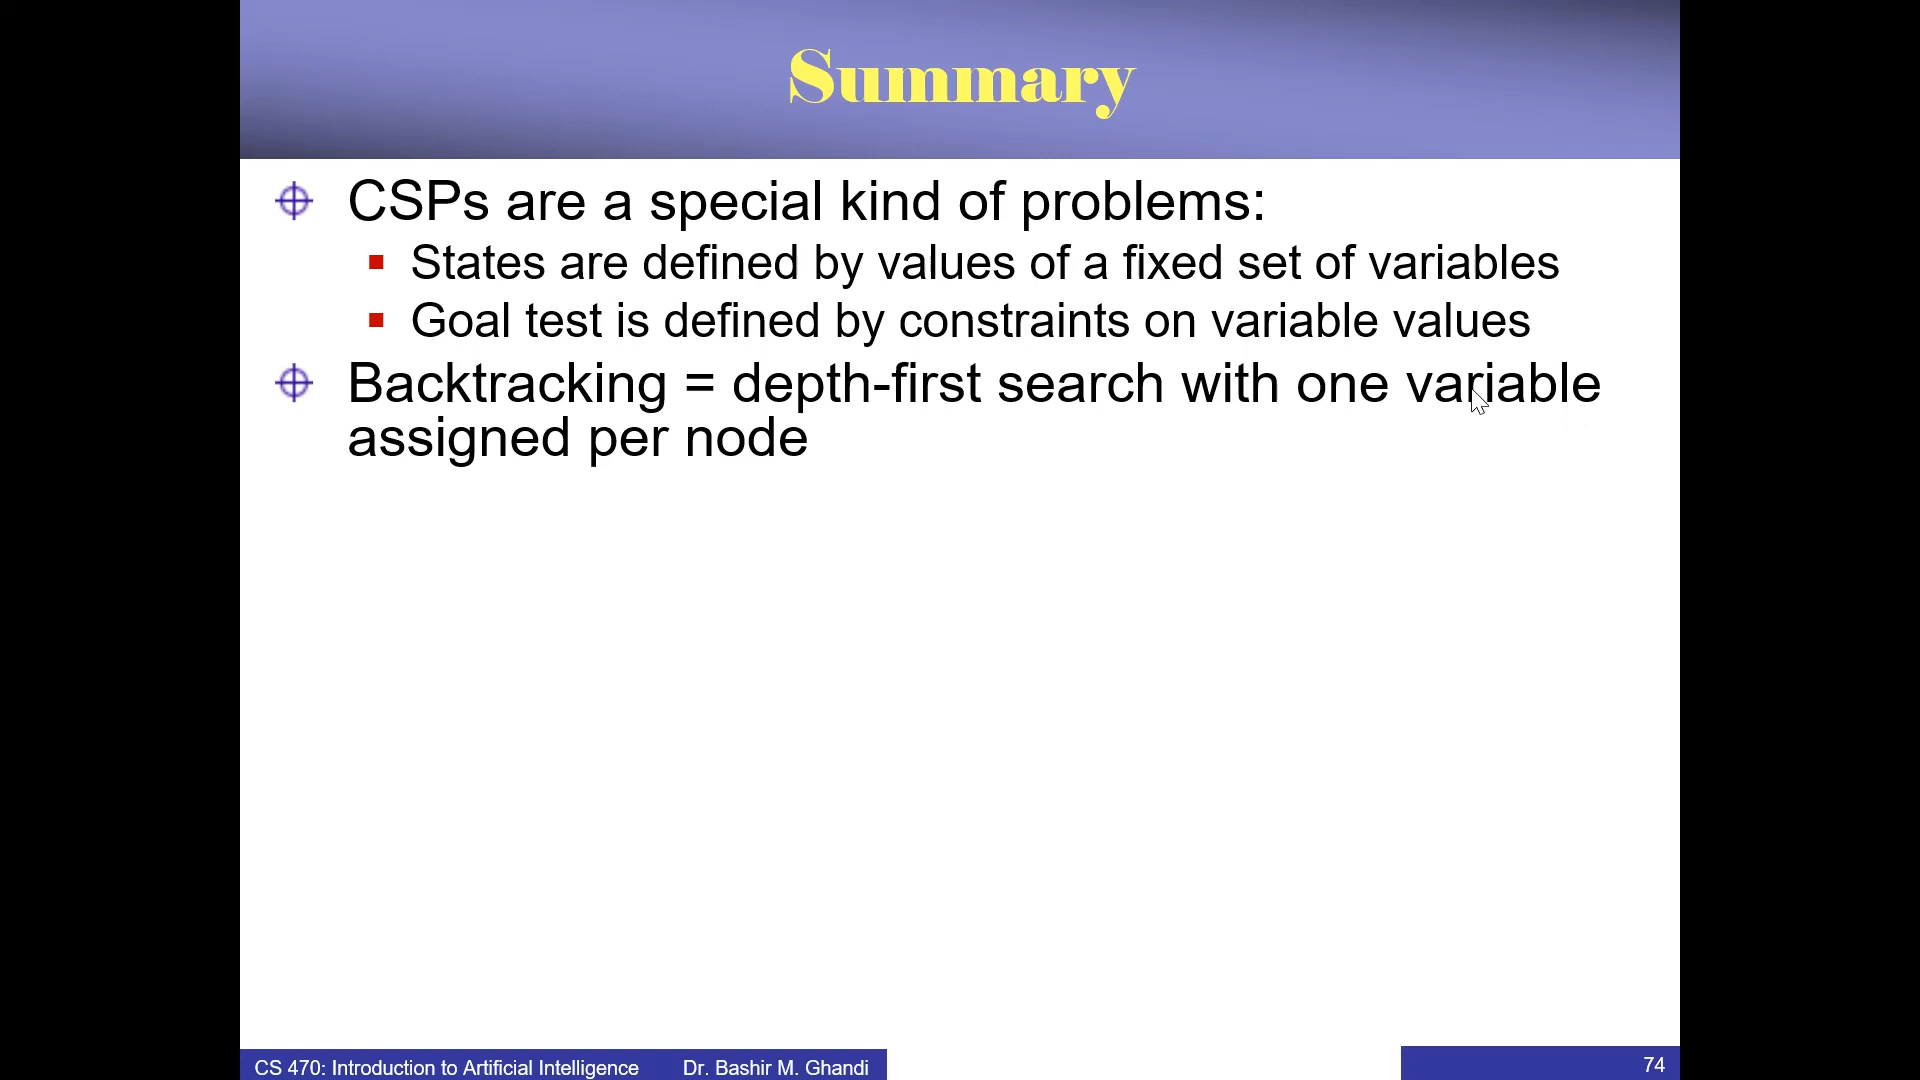 Summary
CSPs are a special kind of problems:
States are defined by values of a fixed set of variables
Goal test is defined by constraints on variable values
Backtracking = depth-first search with one variable
assigned per node
CS 470: Introduction to Artificial Intelligence Dr. Bashir M. Ghandi
74